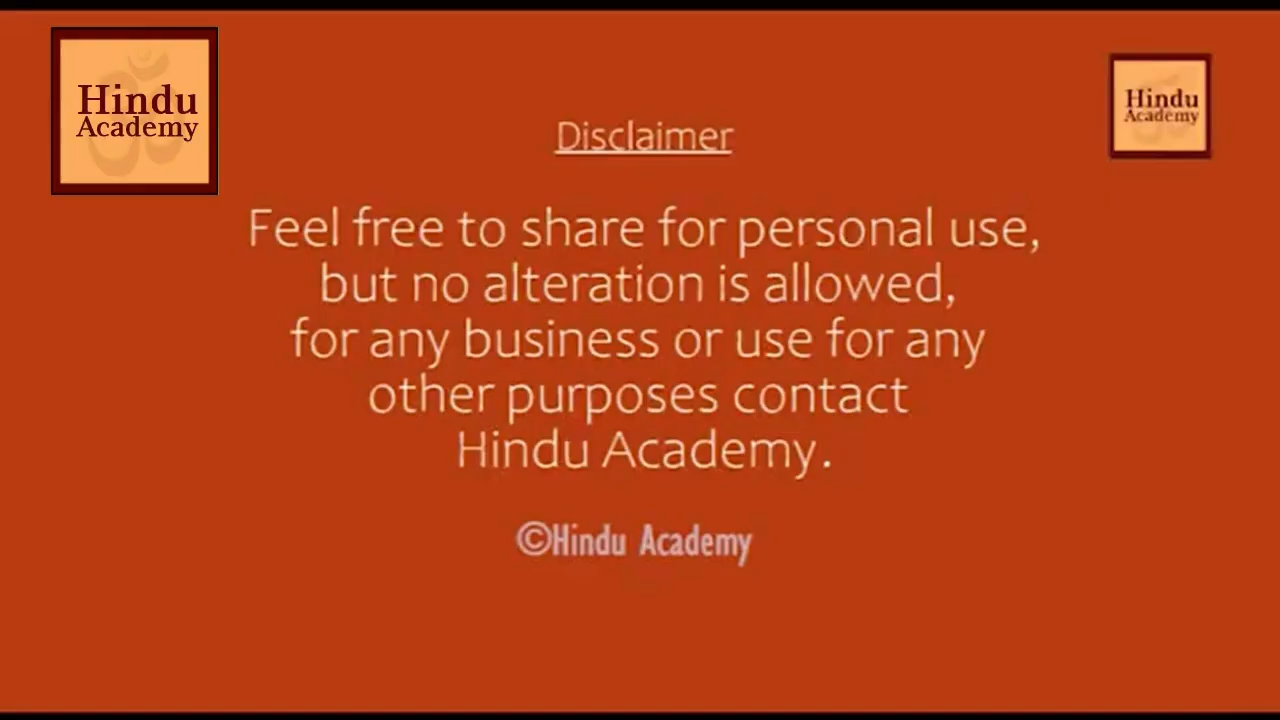 Hindu
Academy
Hindu
Academy
Disclaimer
Feel free to share for personal use,
but no alteration is allowed,
for any business or use for any
other purposes contact
Hindu Academy.
©Hindu Academy